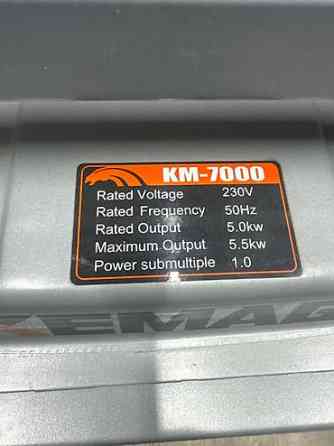 KM-7000
Rated Voltage 230V
Rated Frequency 50Hz
Rated Output 5.0kw
Maximum Output 5.5kw
Power submultiple 1.0
KEMAG